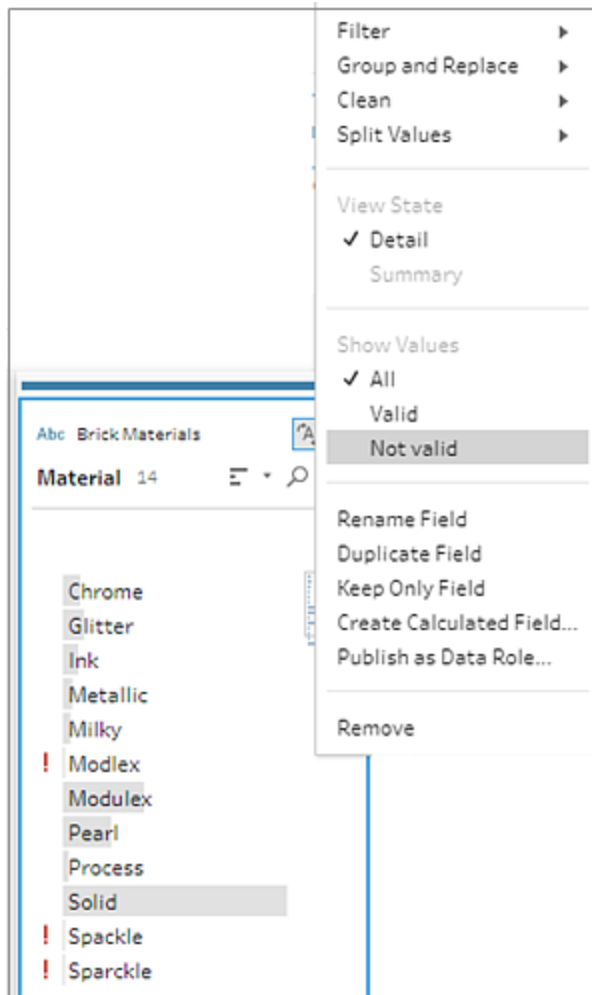 Filter
Group and Replace
Clean
Split Values
View State
✓ Detail
Summary
Show Values
✓ All
Valid
Not valid
Rename Field
Duplicate Field
Keep Only Field
Create Calculated Field...
Publish as Data Role...
Remove
Abc Brick Materials
Material 14
Chrome
Glitter
Ink
Metallic
Milky
! Modlex
Modulex
Pearl
Process
Solid
! Spackle
! Sparckle